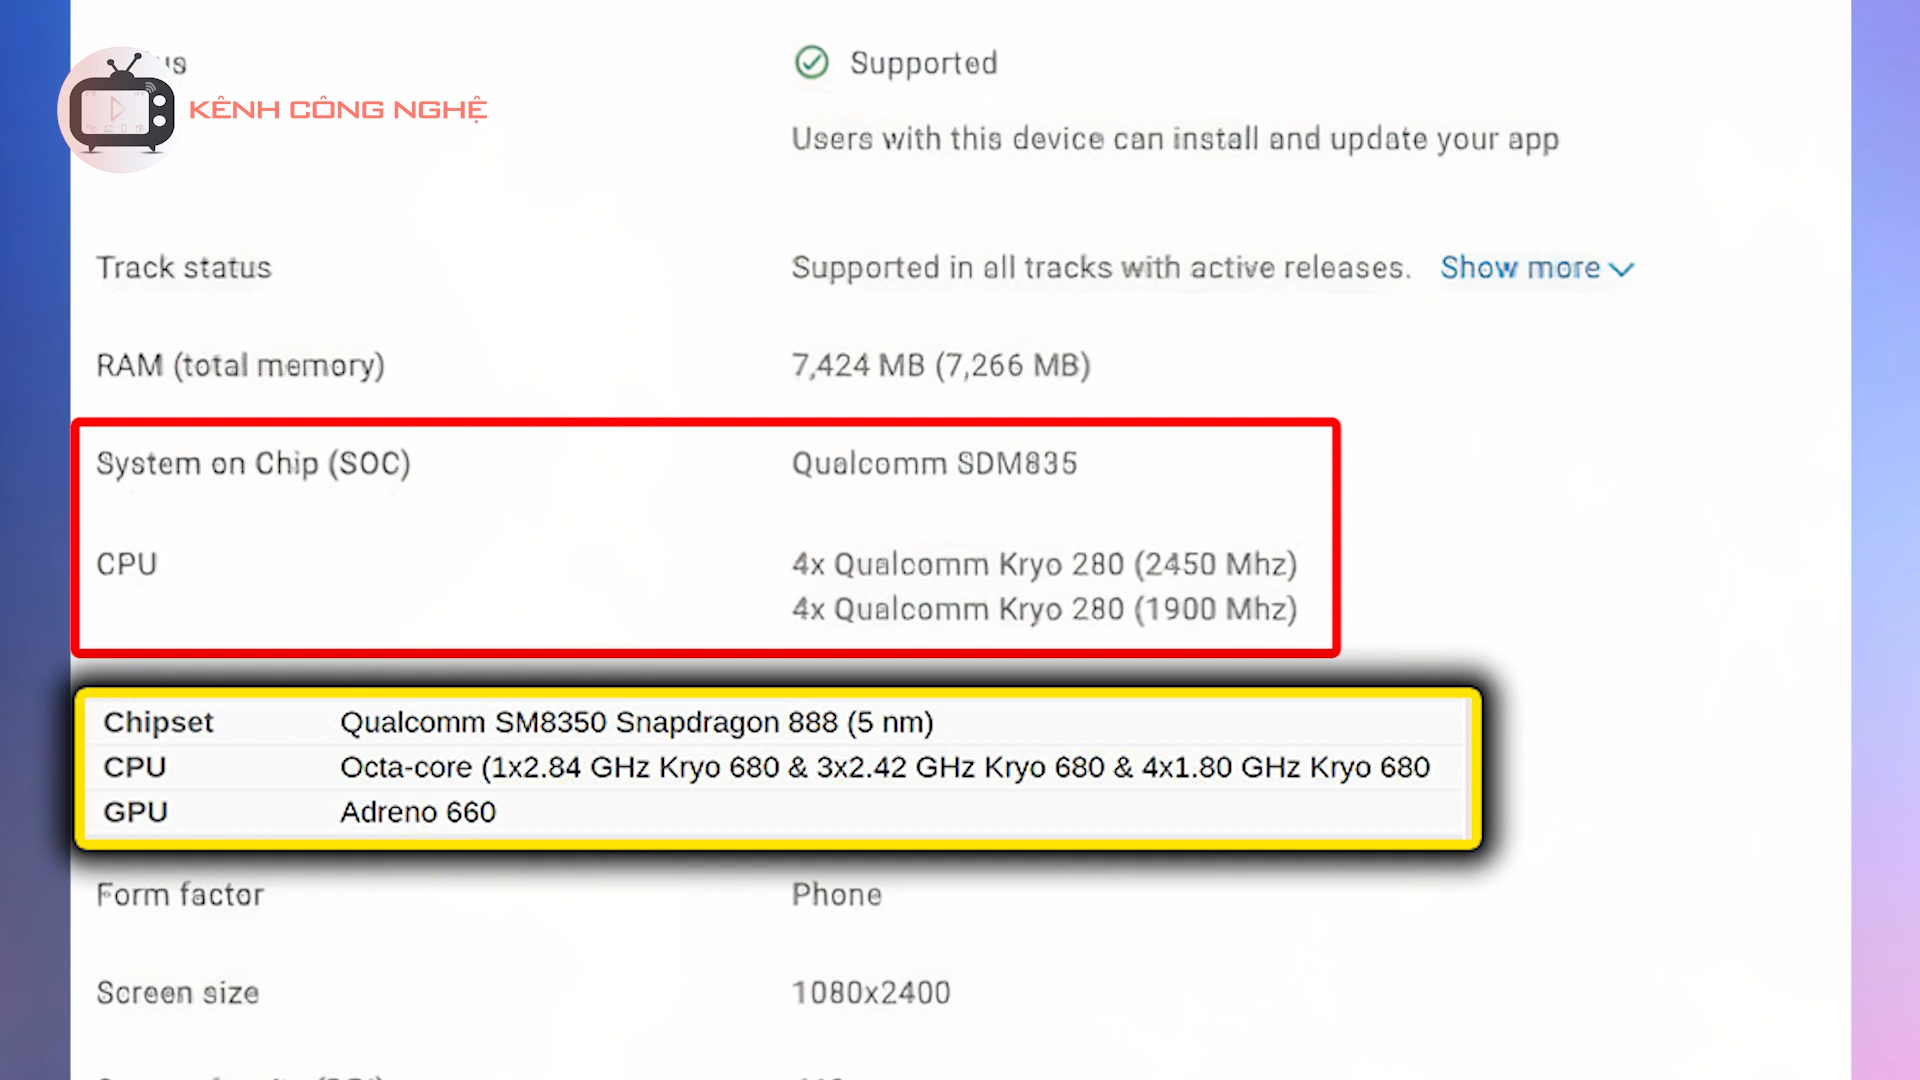 Supported
KÊNH CÔNG NGHỆ
Users with this device can install and update your app
Track status
Supported in all tracks with active releases. Show more
RAM (total memory)
7,424 MB (7,266 MB)
System on Chip (SOC)
Qualcomm SDM835
CPU
4x Qualcomm Kryo 280 (2450 Mhz)
4x Qualcomm Kryo 280 (1900 Mhz)
Chipset Qualcomm SM8350 Snapdragon 888 (5 nm)
CPU Octa-core (1x2.84 GHz Kryo 680 & 3x2.42 GHz Kryo 680 & 4x1.80 GHz Kryo 680
GPU Adreno 660
Form factor
Phone
Screen size
1080x2400